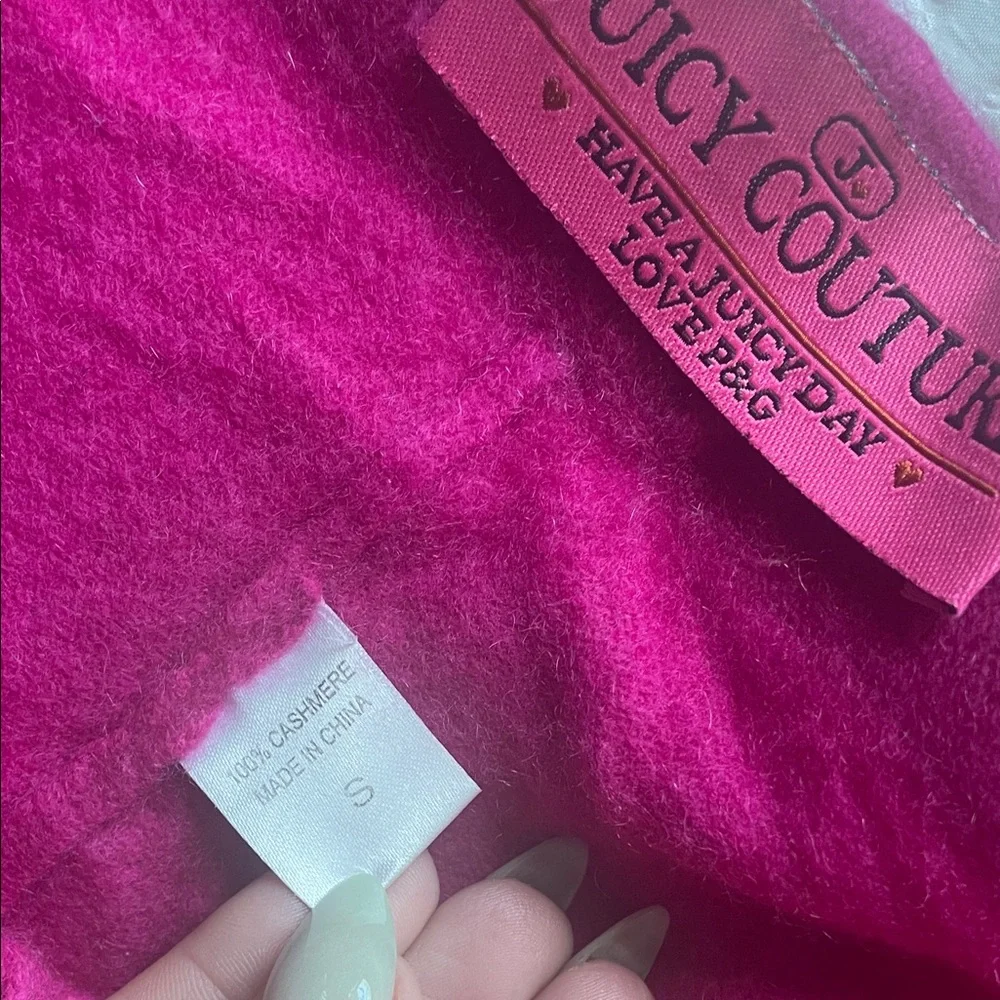 UICY COUTUR
J
HAVE A JUICY DAY
LOVE P&G
100% CASHMERE
MADE IN CHINA
S